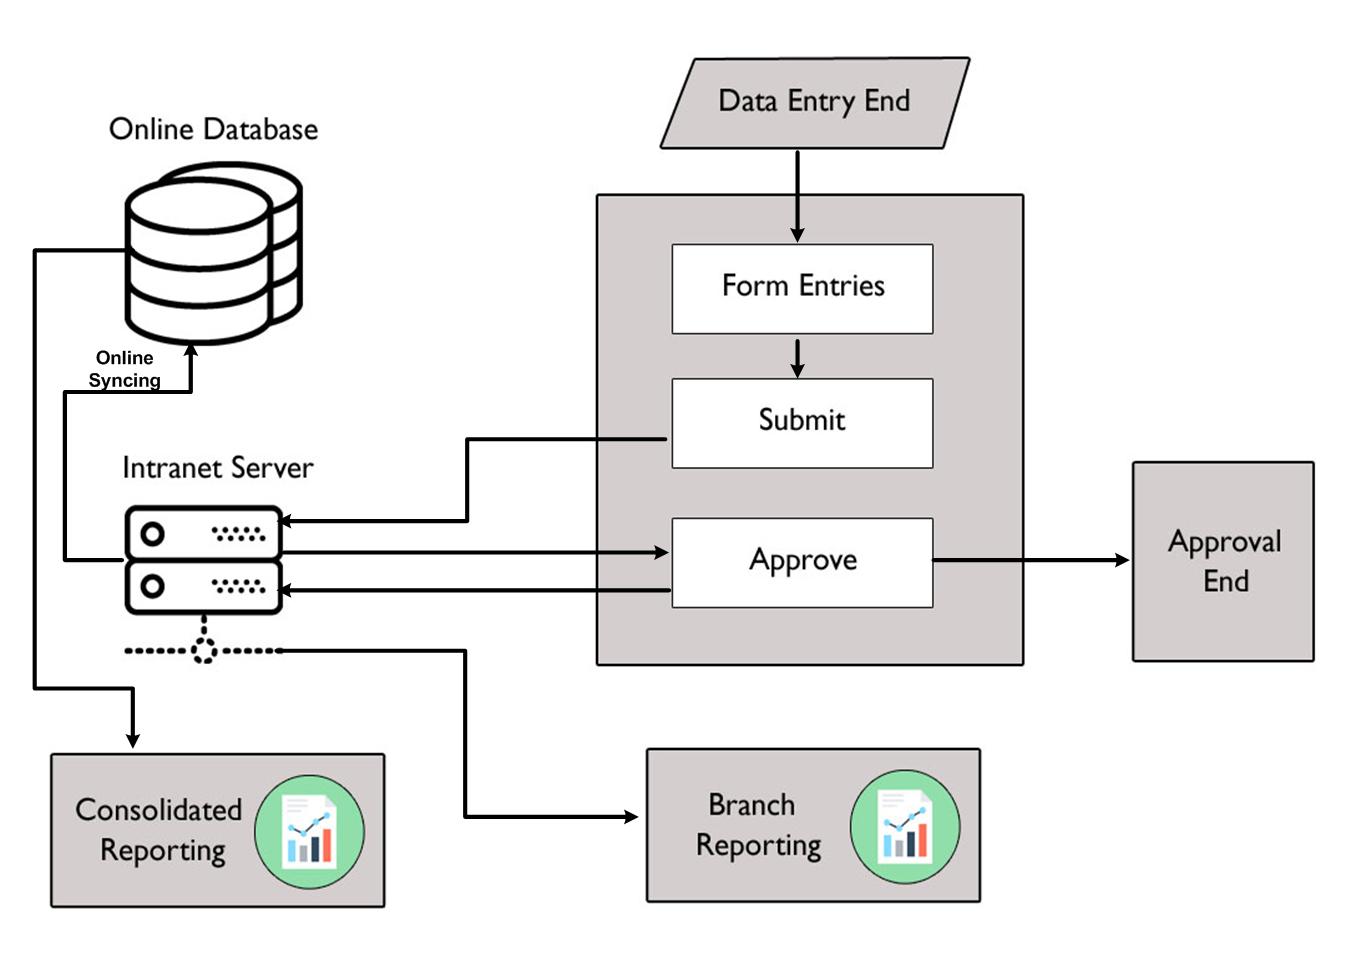 Data Entry End
Online Database
Form Entries
Online
Syncing
Submit
Intranet Server
Approve
Approval
End
Consolidated
Reporting
Branch
Reporting